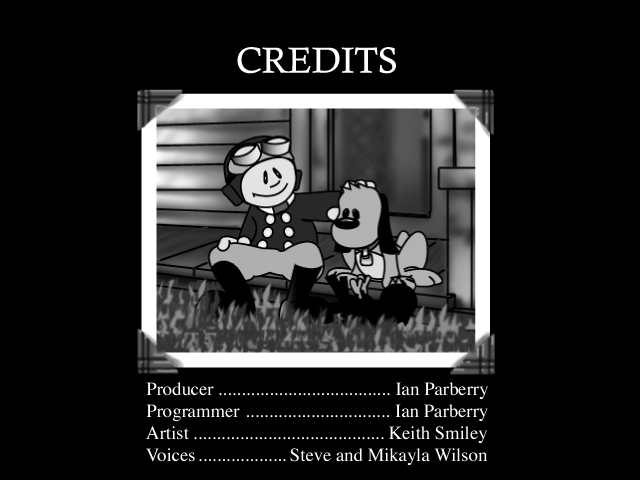 CREDITS
Producer ..................................... Ian Parberry
Programmer ............................... Ian Parberry
Artist ......................................... Keith Smiley
Voices ................... Steve and Mikayla Wilson